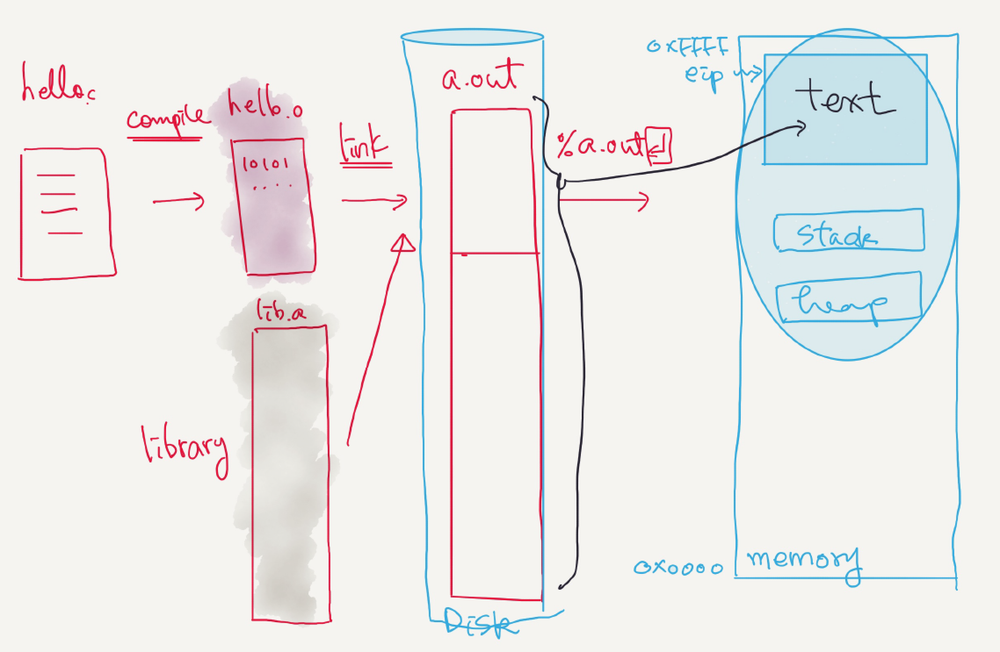 hello.c
compile
hello.o
10101
....
link
lib.a
library
a.out
Disk
%a.out
0xFFFF
eip
text
stack
heap
0x0000
memory